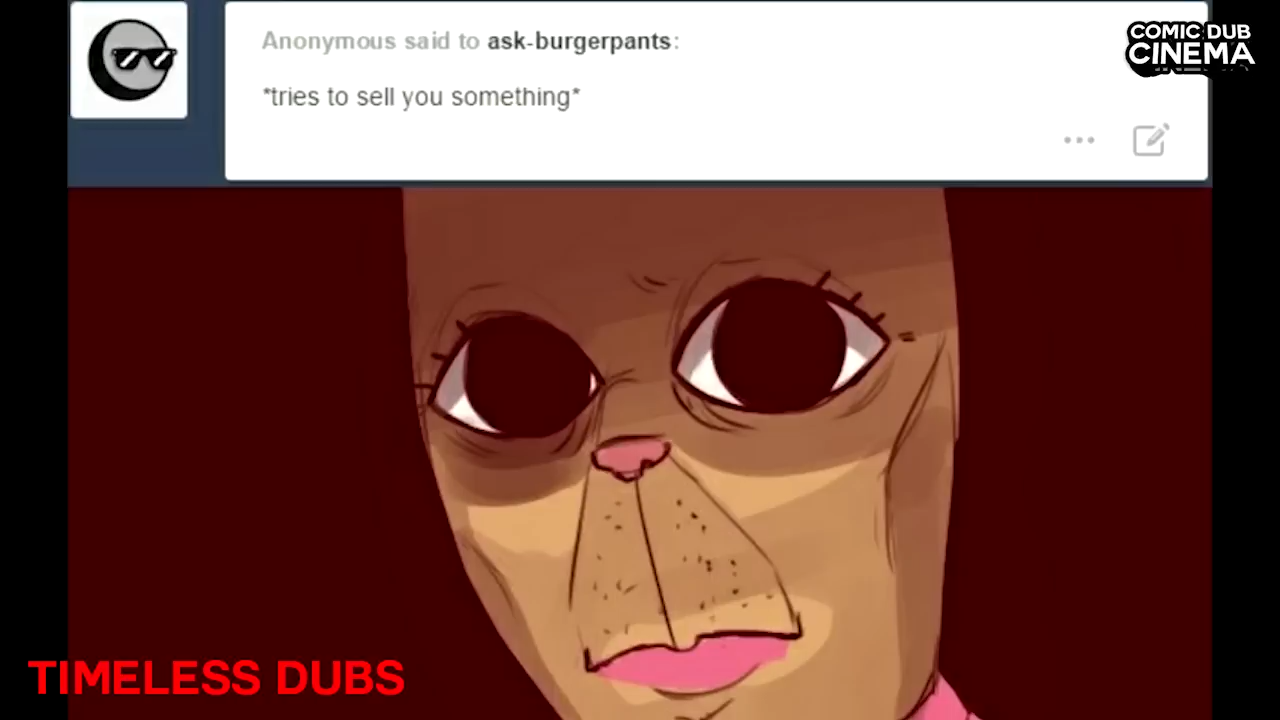 Anonymous said to ask-burgerpants:
*tries to sell you something*
COMIC DUB
CINEMA
TIMELESS DUBS